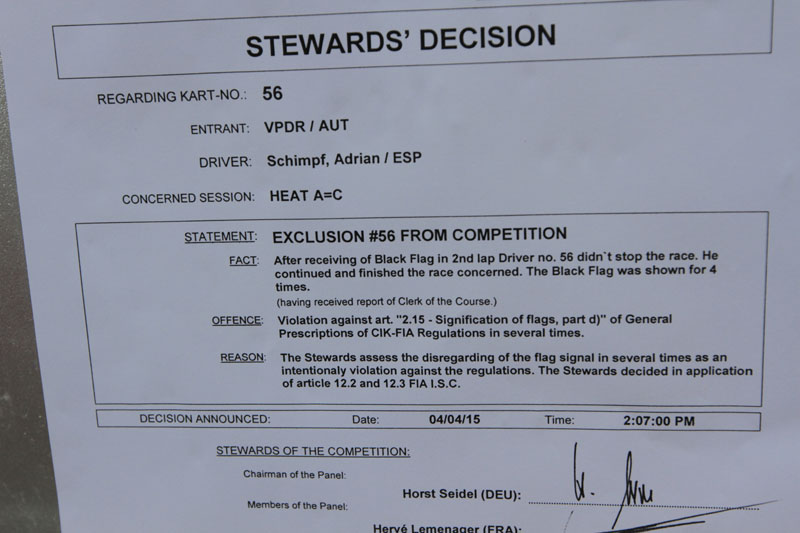 STEWARDS' DECISION
REGARDING KART-NO.: 56
ENTRANT: VPDR / AUT
DRIVER: Schimpf, Adrian / ESP
CONCERNED SESSION: HEAT A=C
STATEMENT: EXCLUSION #56 FROM COMPETITION
FACT: After receiving of Black Flag in 2nd lap Driver no. 56 didn`t stop the race. He
continued and finished the race concerned. The Black Flag was shown for 4
times.
(having received report of Clerk of the Course.)
OFFENCE: Violation against art. "2.15 - Signification of flags, part d)" of General
Prescriptions of CIK-FIA Regulations in several times.
REASON: The Stewards assess the disregarding of the flag signal in several times as an
intentionaly violation against the regulations. The Stewards decided in application
of article 12.2 and 12.3 FIA I.S.C.
DECISION ANNOUNCED: Date: 04/04/15 Time: 2:07:00 PM
STEWARDS OF THE COMPETITION:
Chairman of the Panel:
Horst Seidel (DEU):
Members of the Panel:
Hervé Lemenager (FRA):